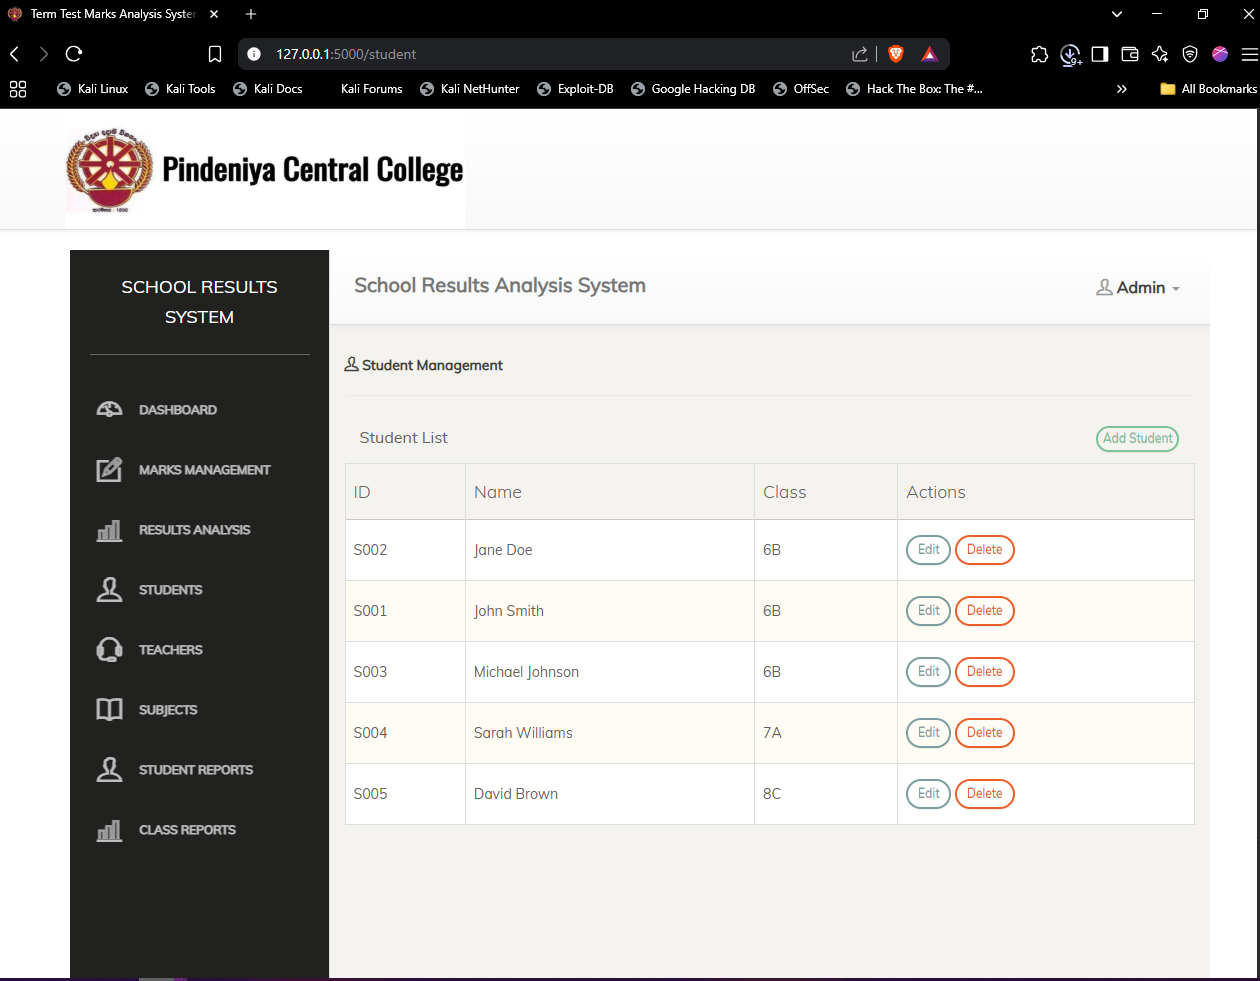 Term Test Marks Analysis Syster
127.0.0.1:5000/student
9+
Kali Linux
Kali Tools
Kali Docs
Kali Forums
Kali NetHunter
Exploit-DB
Google Hacking DB
OffSec
Hack The Box: The #...
All Bookmarks
Pindeniya Central College
SCHOOL RESULTS
SYSTEM
School Results Analysis System
Admin
DASHBOARD
MARKS MANAGEMENT
RESULTS ANALYSIS
STUDENTS
TEACHERS
SUBJECTS
STUDENT REPORTS
CLASS REPORTS
Student Management
Student List
Add Student
ID Name Class Actions
S002 Jane Doe 6B Edit Delete
S001 John Smith 6B Edit Delete
S003 Michael Johnson 6B Edit Delete
S004 Sarah Williams 7A Edit Delete
S005 David Brown 8C Edit Delete